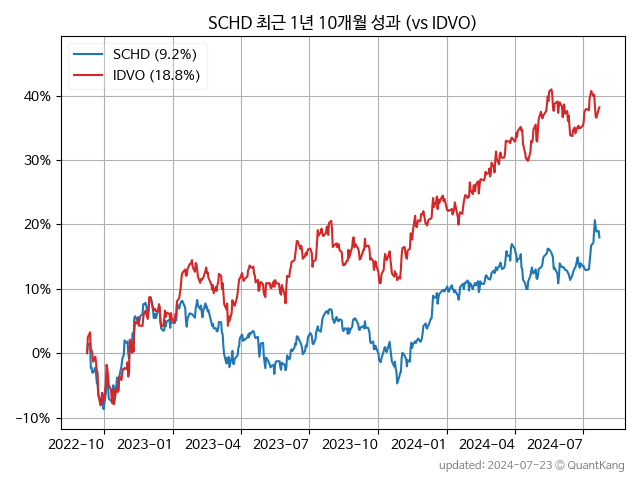 SCHD 최근 1년 10개월 성과 (vs IDVO)
SCHD (9.2%)
IDVO (18.8%)
40%
30%
20%
10%
0%
−10%
2022−10 2023−01 2023−04 2023−07 2023−10 2024−01 2024−04 2024−07
updated: 2024-07-23 ⓒ QuantKang